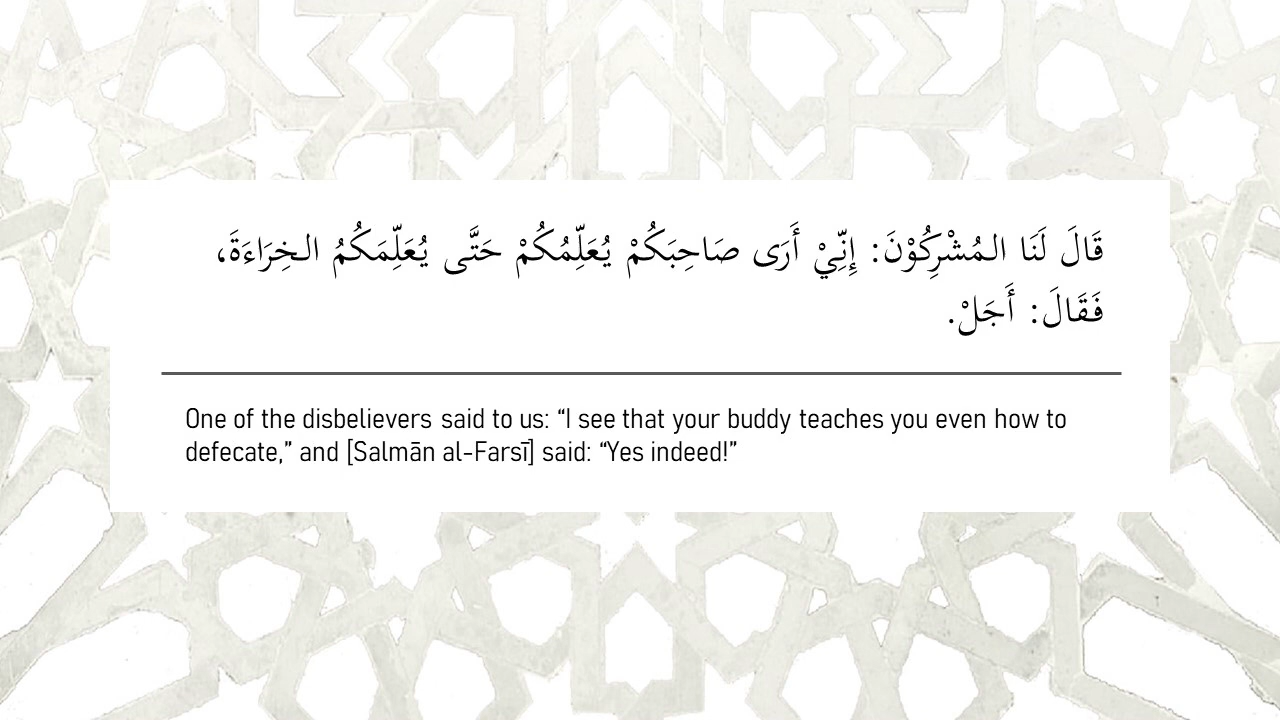 قَالَ لَنَا المُشْرِكُوْنَ: إِنِّيْ أَرَى صَاحِبَكُمْ يُعَلِّمُكُمْ حَتَّى يُعَلِّمَكُمُ الخِرَاءَةَ،
فَقَالَ: أَجَلْ.
One of the disbelievers said to us: “I see that your buddy teaches you even how to
defecate,” and [Salmān al-Farsī] said: “Yes indeed!”